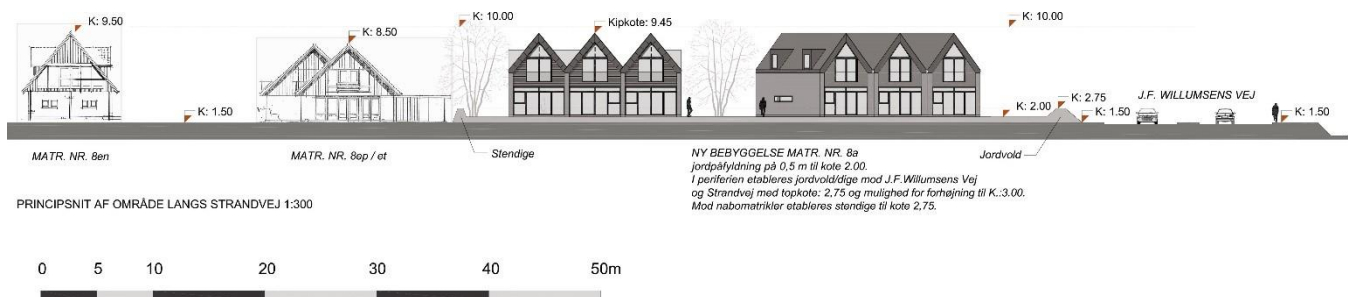 K: 9.50
K: 8.50
K: 10.00
Kipkote: 9.45
K: 10.00
K: 1.50
K: 2.00
K: 2.75
K: 1.50
J.F. WILLUMSENS VEJ
K: 1.50
MATR. NR. 8en
MATR. NR. 8ep / et
Stendige
NY BEBYGGELSE MATR. NR. 8a
jordpåfyldning på 0,5 m til kote 2.00.
I periferien etableres jordvold/dige mod J.F.Willumsens Vej
og Strandvej med topkote: 2,75 og mulighed for forhøjning til K.:3.00.
Mod nabomatrikler etableres stendige til kote 2,75.
Jordvold
PRINCIPSNIT AF OMRÅDE LANGS STRANDVEJ 1:300
0 5 10 20 30 40 50m